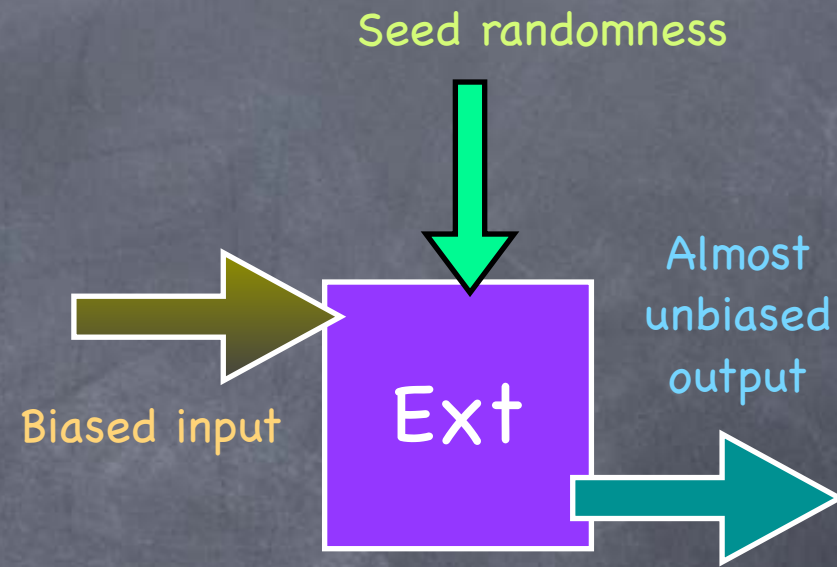 Seed randomness
Almost
unbiased
output
Biased input
Ext